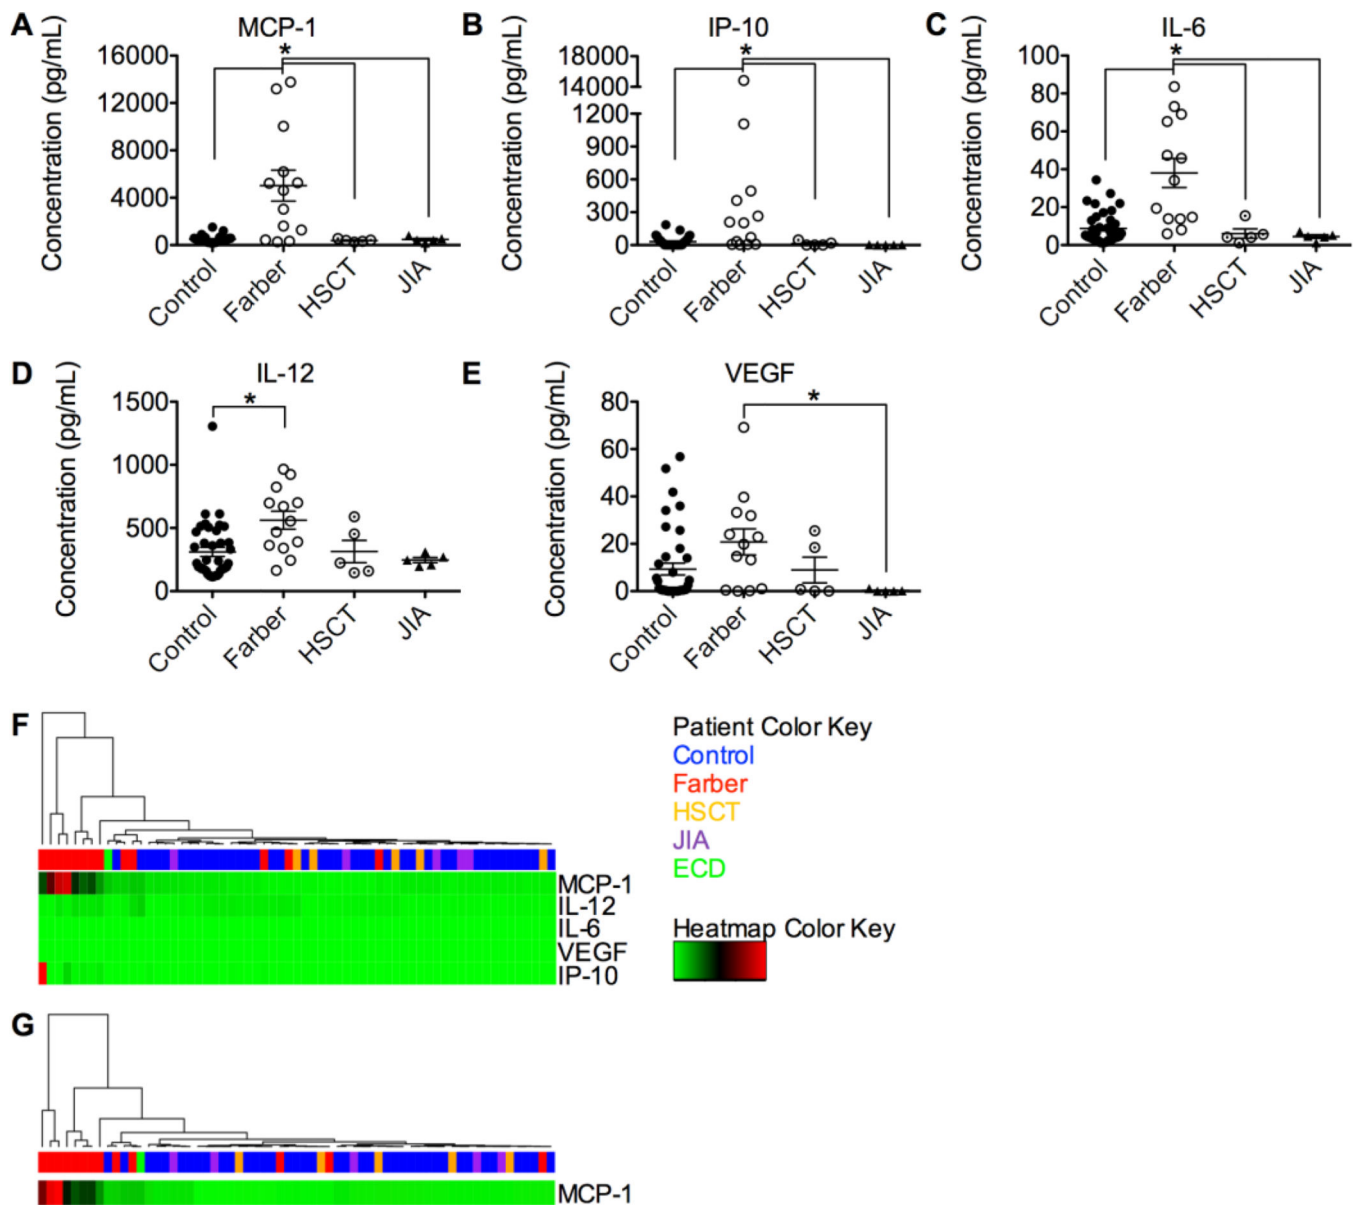 A
MCP-1
Concentration (pg/mL)
16000
12000
8000
4000
0
Control
Farber
HSCT
JIA
*
B
IP-10
Concentration (pg/mL)
18000
14000
1200
900
600
300
0
Control
Farber
HSCT
JIA
*
C
IL-6
Concentration (pg/mL)
100
80
60
40
20
0
Control
Farber
HSCT
JIA
*
D
IL-12
Concentration (pg/mL)
1500
1000
500
0
Control
Farber
HSCT
JIA
*
E
VEGF
Concentration (pg/mL)
80
60
40
20
0
Control
Farber
HSCT
JIA
*
F
MCP-1
IL-12
IL-6
VEGF
IP-10
Patient Color Key
Control
Farber
HSCT
JIA
ECD
Heatmap Color Key
G
MCP-1